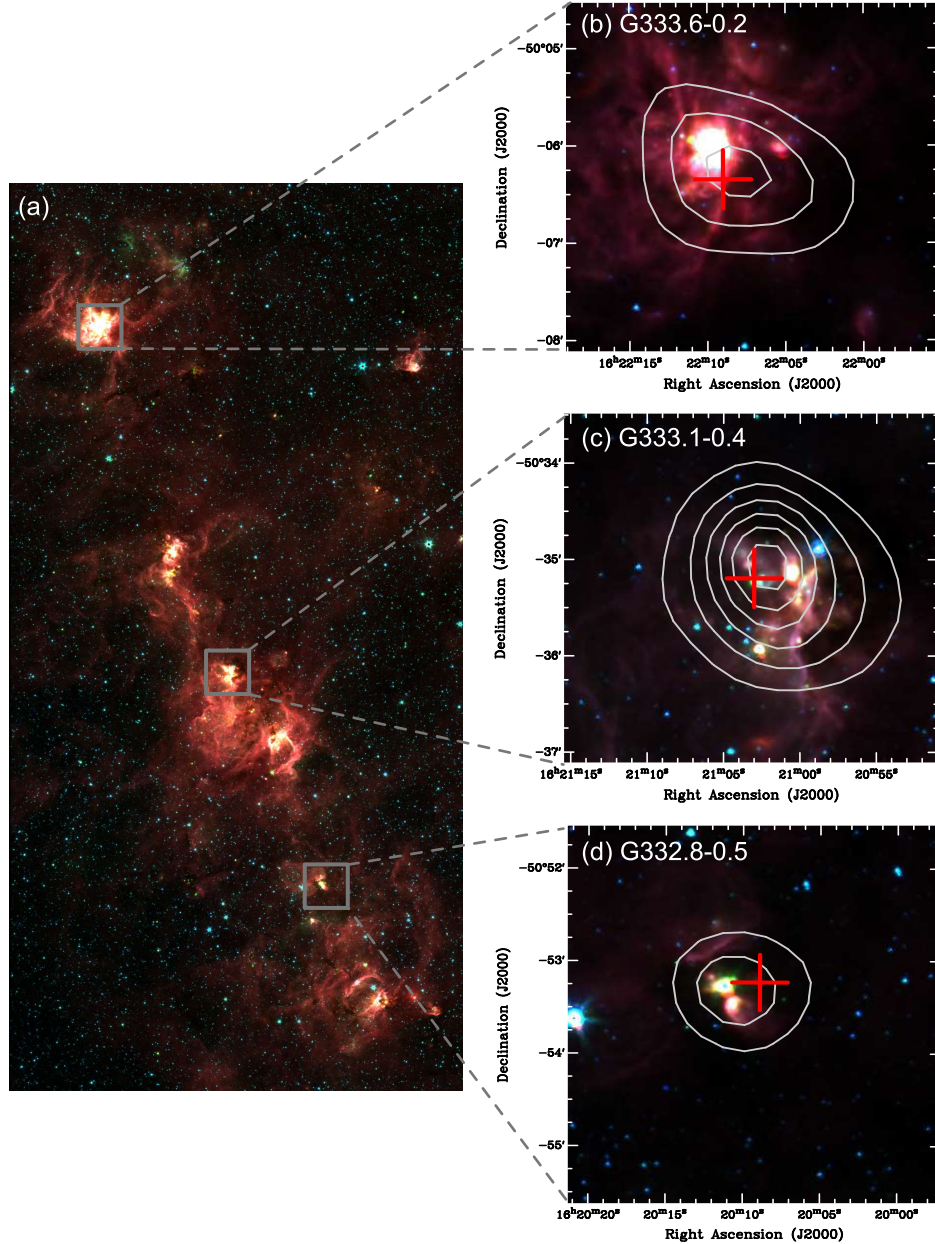 (a)
(b) G333.6-0.2
−50°05′
−06′
−07′
−08′
Declination (J2000)
16ʰ22ᵐ15ˢ 22ᵐ10ˢ 22ᵐ05ˢ 22ᵐ00ˢ
Right Ascension (J2000)
(c) G333.1-0.4
−50°34′
−35′
−36′
−37′
Declination (J2000)
16ʰ21ᵐ15ˢ 21ᵐ10ˢ 21ᵐ05ˢ 21ᵐ00ˢ 20ᵐ55ˢ
Right Ascension (J2000)
(d) G332.8-0.5
−50°52′
−53′
−54′
−55′
Declination (J2000)
16ʰ20ᵐ20ˢ 20ᵐ15ˢ 20ᵐ10ˢ 20ᵐ05ˢ 20ᵐ00ˢ
Right Ascension (J2000)